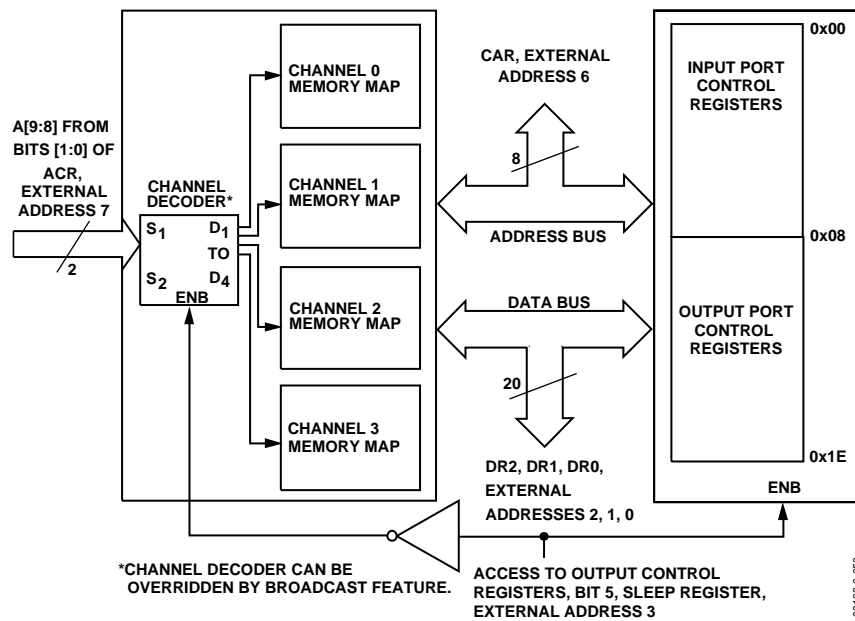 A[9:8] FROM
BITS [1:0] OF
ACR,
EXTERNAL
ADDRESS 7
2
CHANNEL
DECODER*
S1
D1
TO
S2
D4
ENB
CHANNEL 0
MEMORY MAP
CHANNEL 1
MEMORY MAP
CHANNEL 2
MEMORY MAP
CHANNEL 3
MEMORY MAP
CAR, EXTERNAL
ADDRESS 6
8
ADDRESS BUS
DATA BUS
20
DR2, DR1, DR0,
EXTERNAL
ADDRESSES 2, 1, 0
0x00
INPUT PORT
CONTROL
REGISTERS
0x08
OUTPUT PORT
CONTROL
REGISTERS
0x1E
ENB
*CHANNEL DECODER CAN BE
OVERRIDDEN BY BROADCAST FEATURE.
ACCESS TO OUTPUT CONTROL
REGISTERS, BIT 5, SLEEP REGISTER,
EXTERNAL ADDRESS 3